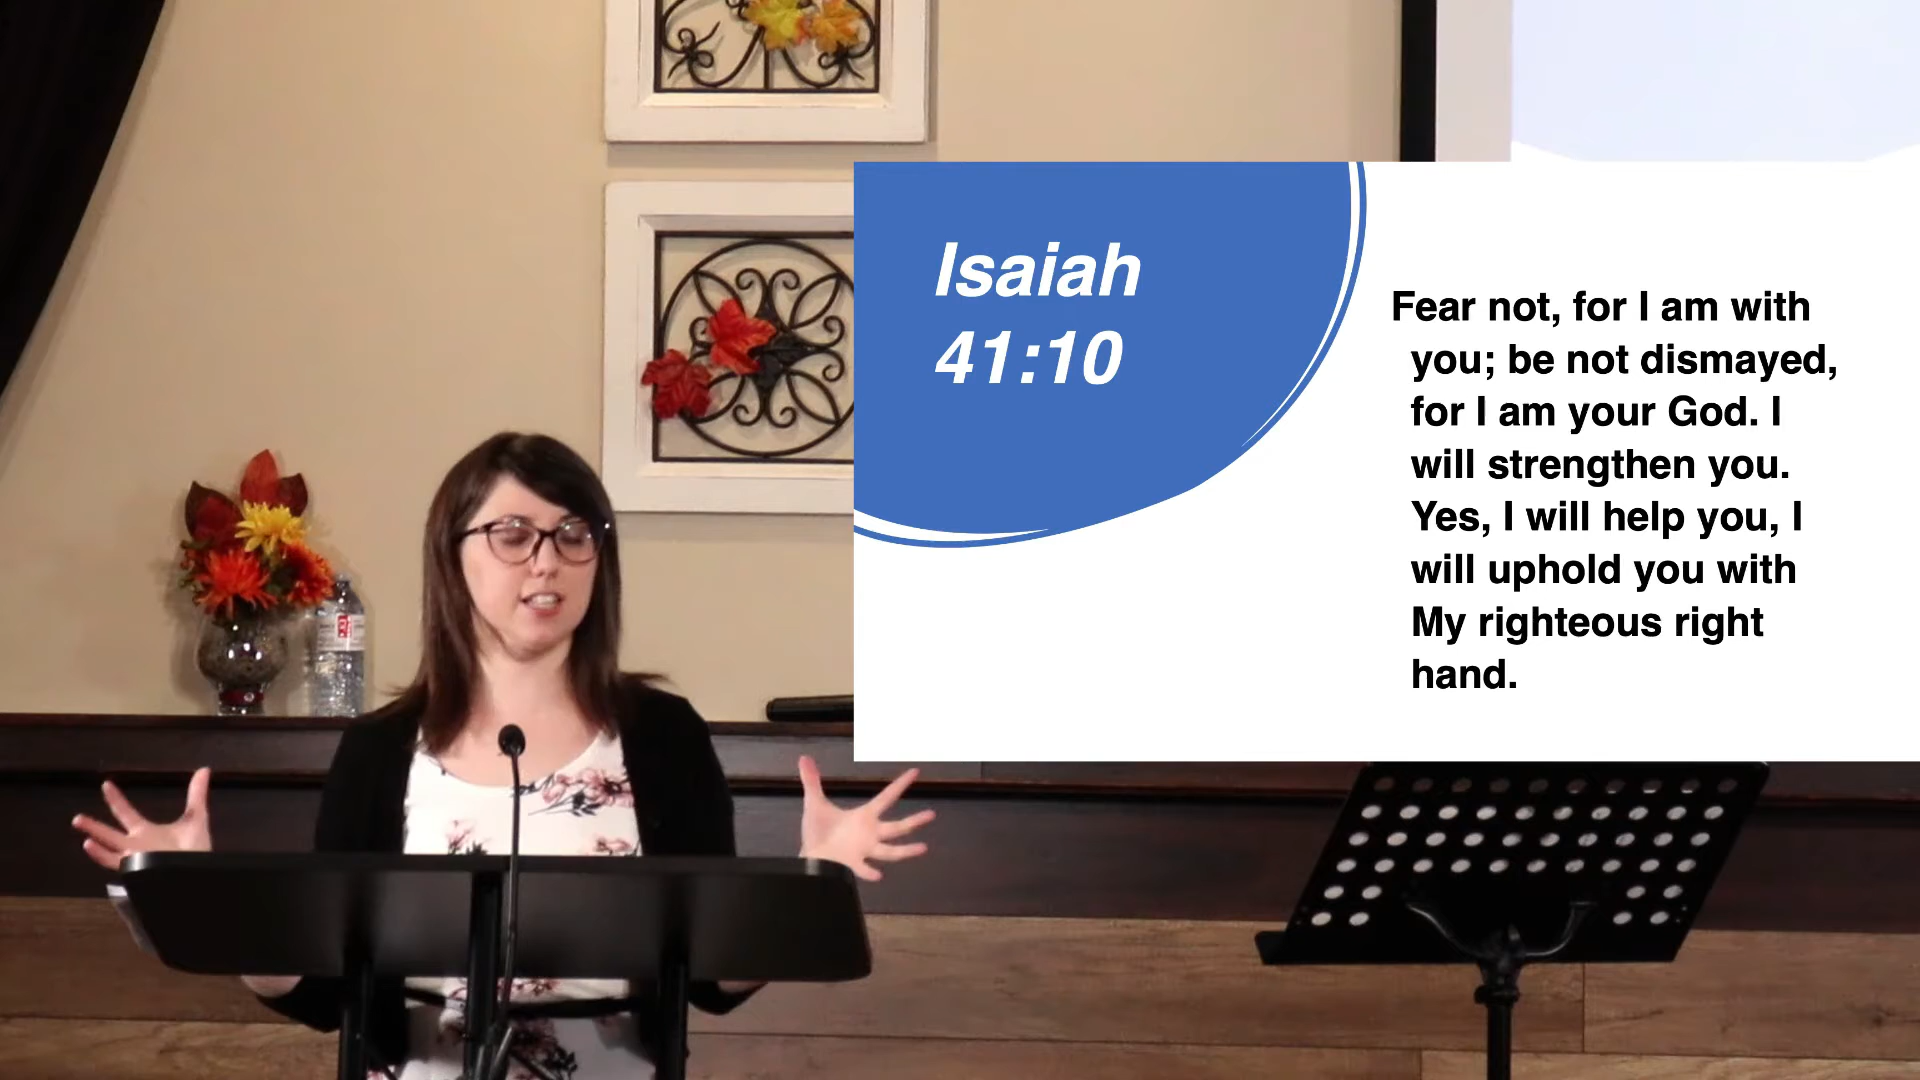 Isaiah
41:10
Fear not, for I am with
you; be not dismayed,
for I am your God. I
will strengthen you.
Yes, I will help you, I
will uphold you with
My righteous right
hand.